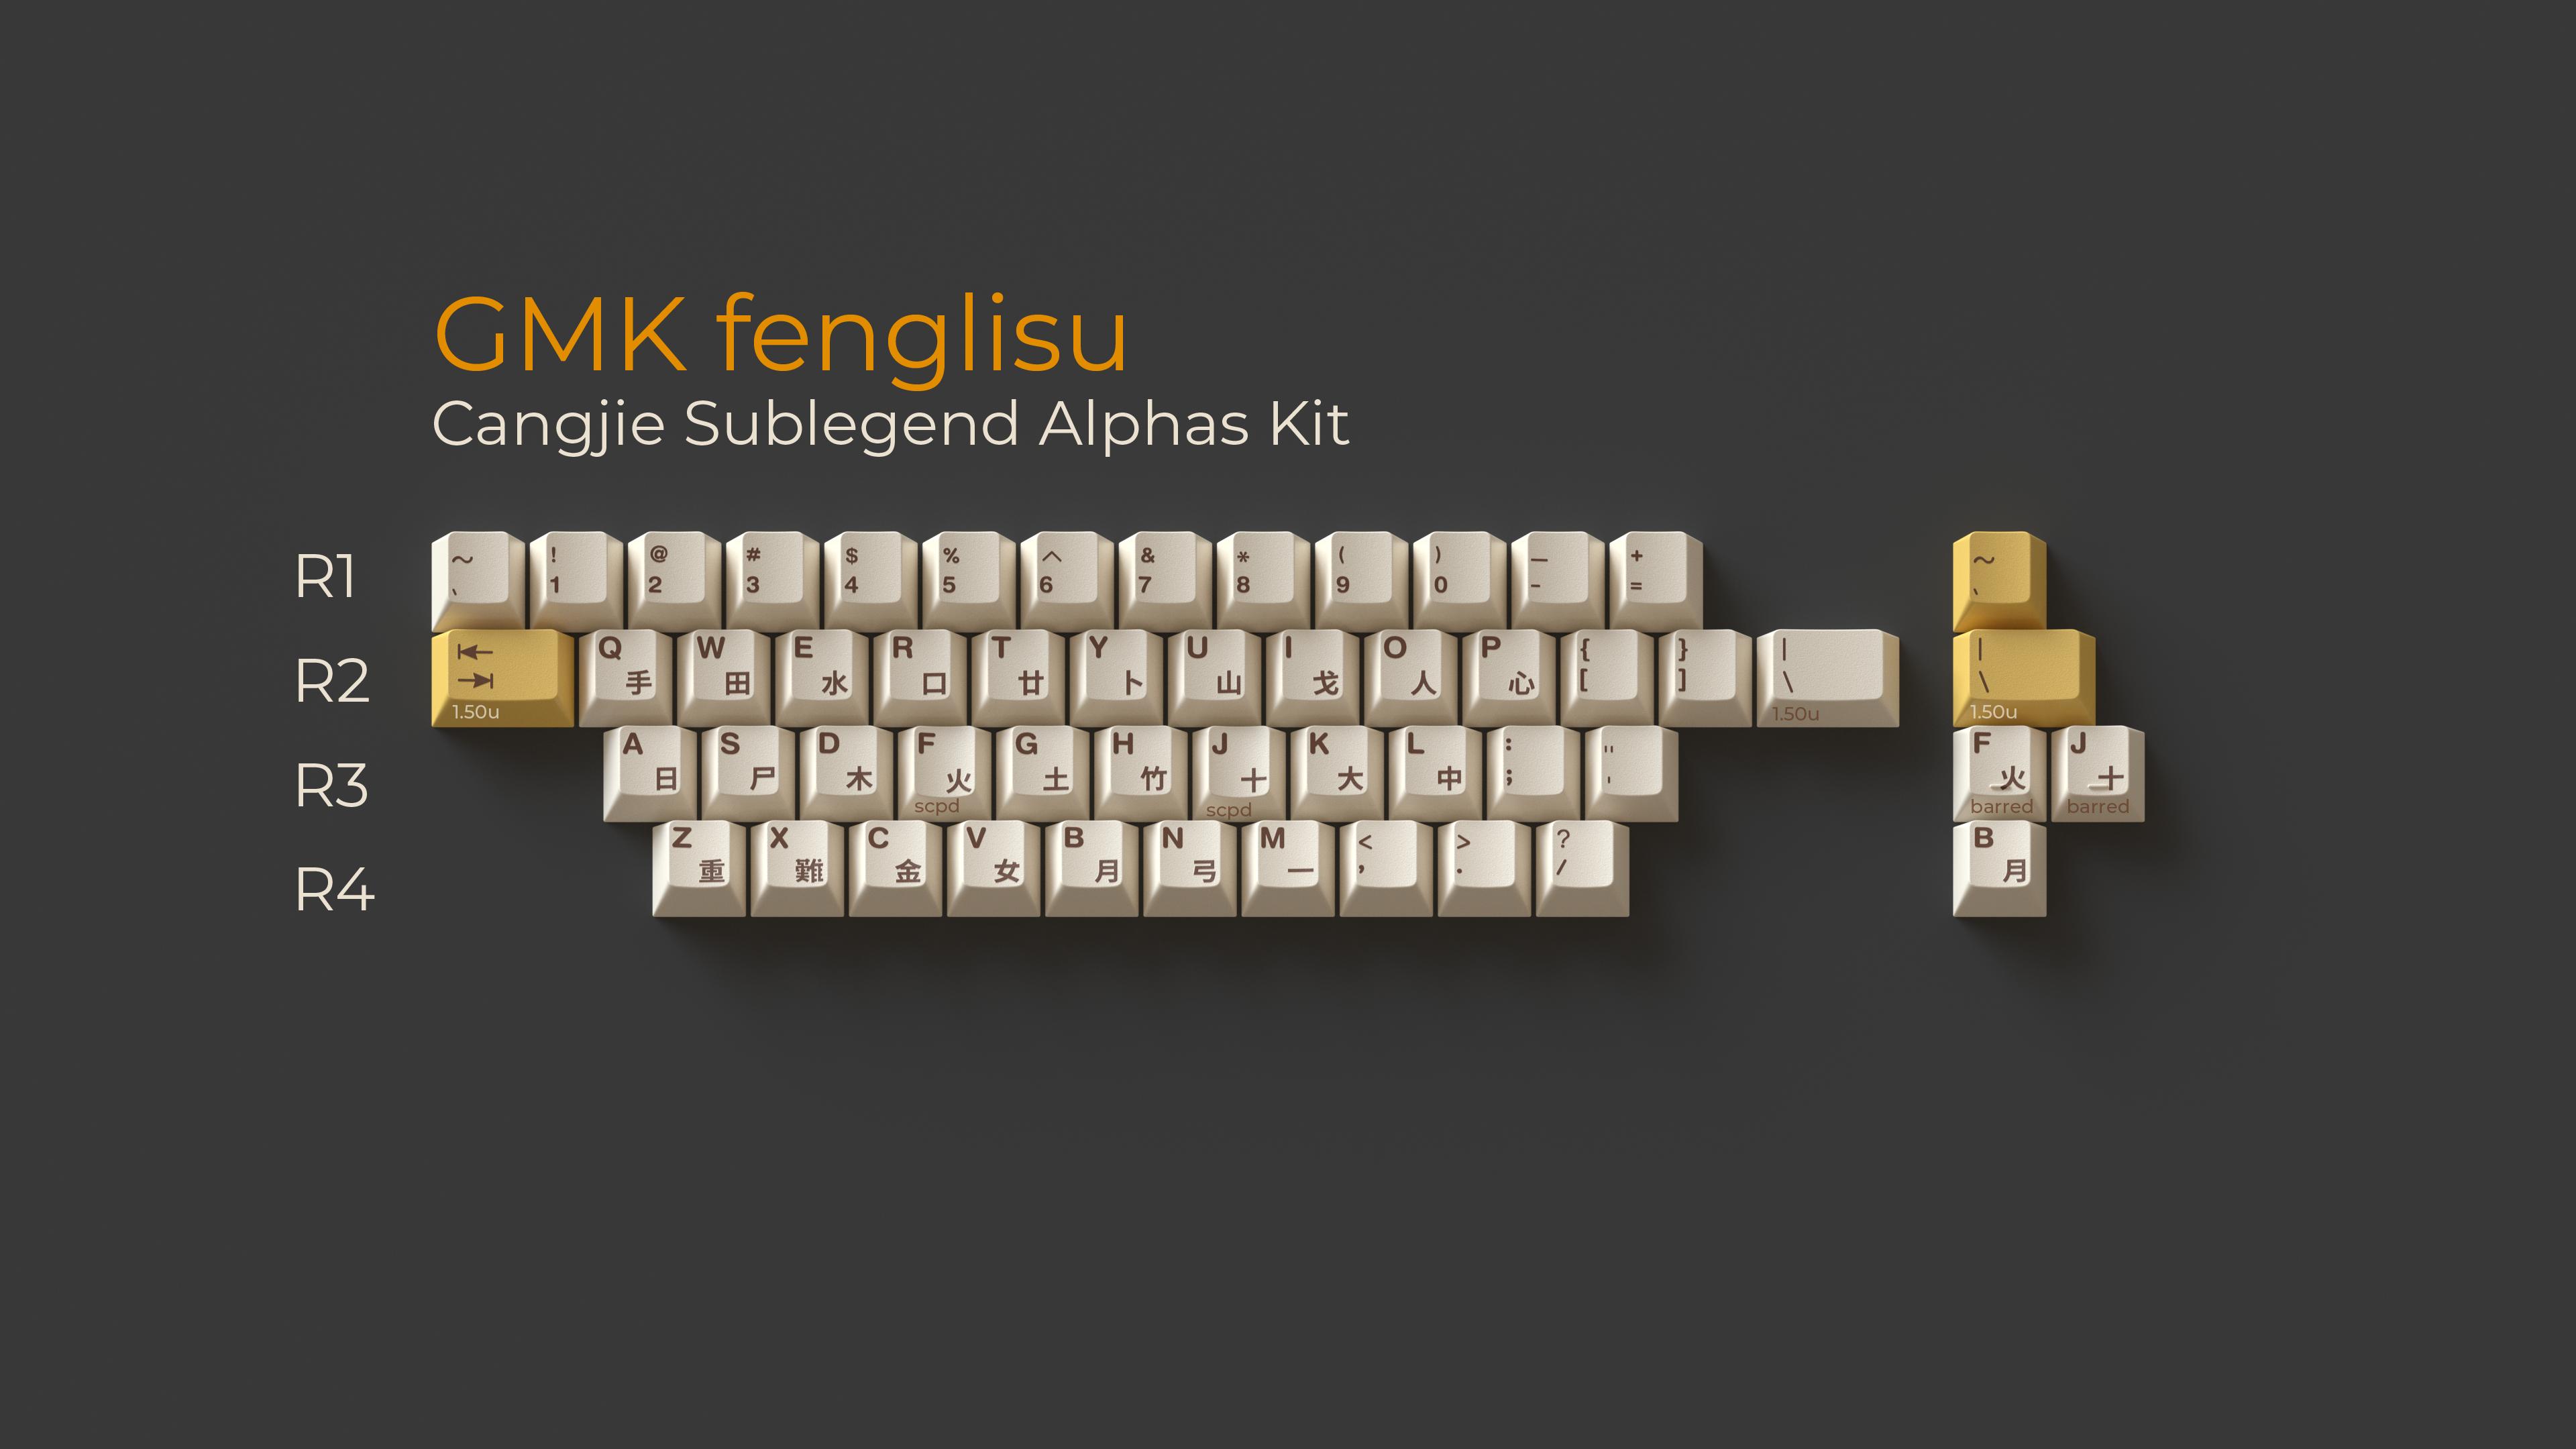 GMK fenglisu
Cangjie Sublegend Alphas Kit
R1
~ ! @ # $ % ^ & * ( ) _ + ~
` 1 2 3 4 5 6 7 8 9 0 - = `
R2
Q W E R T Y U I O P { } | |
手 田 水 口 廿 卜 山 戈 人 心 [ ] \ \
1.50u 1.50u 1.50u
R3
A S D F G H J K L : " F J
日 尸 木 火 土 竹 十 大 中 ; ' 火 十
scpd scpd barred barred
R4
Z X C V B N M < > ? B
重 難 金 女 月 弓 一 , . / 月